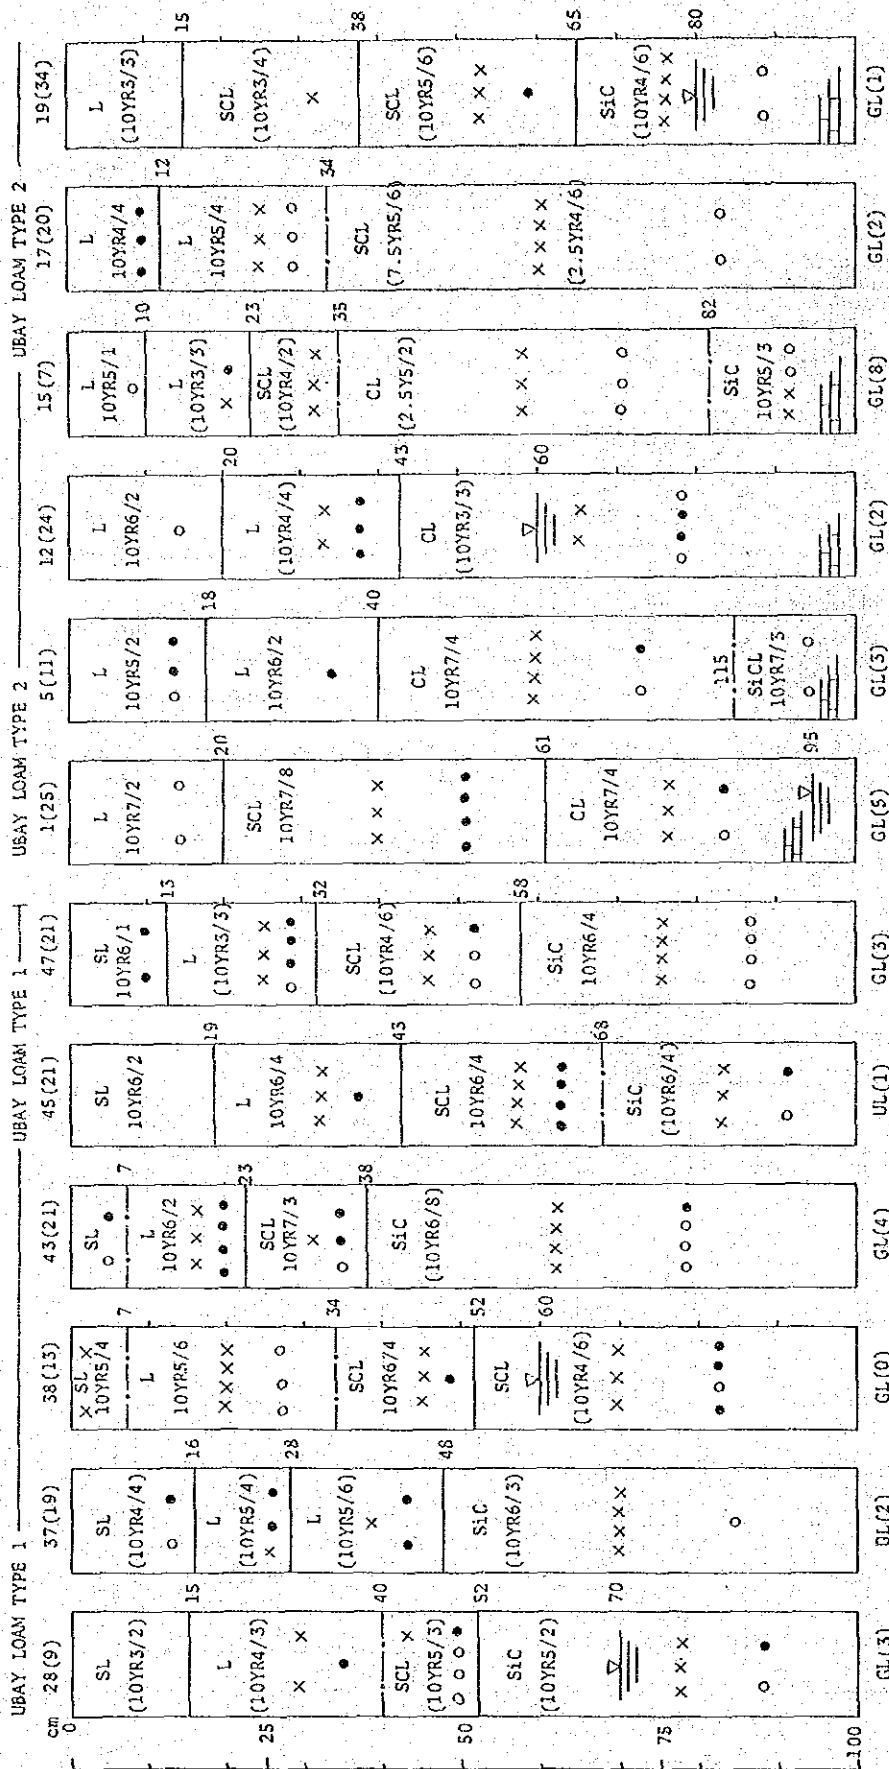 UBAY LOAM TYPE 1 UBAY LOAM TYPE 1 UBAY LOAM TYPE 2 UBAY LOAM TYPE 2
cm 28(9) 37(19) 38(13) 43(21) 45(21) 47(21) 1(25) 5(11) 12(24) 15(7) 17(20) 19(34)
0
25
50
75
100
SL
(10YR3/2)
15
L
(10YR4/3)
x x
●
40
SCL x
(10YR5/3)
○ ○ ○ ○
52
SiC
(10YR5/2)
70
x x x
○ ●
GL(3)
SL
(10YR4/4)
○ ●
16
L
(10YR5/4)
x ● ●
28
L
(10YR5/6)
x
● ●
48
SiC
(10YR6/3)
x x x x
○
UL(2)
x SL x
10YR5/4
7
L
10YR5/6
x x x x
○ ○ ○
34
SCL
10YR6/4
x x x
●
52
SCL
60
(10YR4/6)
x x x
● ○ ● ●
GL(0)
SL
○ ●
7
L
10YR6/2
x x x
● ● ● ●
23
SCL
10YR7/3
x
○ ● ●
38
SiC
(10YR6/8)
x x x x
○ ○ ○ ●
GL(4)
SL
10YR6/2
19
L
10YR6/4
x x x
●
43
SCL
10YR6/4
x x x x
● ● ● ●
68
SiC
(10YR6/4)
x x x
○ ●
UL(1)
SL
10YR6/1
● ●
13
L
(10YR3/3)
x x x
○ ● ● ●
32
SCL
(10YR4/6)
x x x
○ ○ ●
58
SiC
10YR6/4
x x x x
○ ○ ○ ○
GL(3)
L
10YR7/2
○ ○
20
SCL
10YR7/8
x x x
● ● ● ●
61
CL
10YR7/4
x x x
○ ●
95
GL(5)
L
10YR5/2
○ ● ●
18
L
10YR6/2
●
40
CL
10YR7/4
x x x x
○ ●
115
SiCL
10YR7/3
○ ○
GL(3)
L
10YR6/2
○
20
L
(10YR4/4)
x x
● ● ●
43
CL
(10YR3/3)
60
x x
○ ● ● ○
GL(2)
L
10YR5/1
○
10
L
(10YR3/3)
x ●
23
SCL
(10YR4/2)
x x x
35
CL
(2.5Y5/2)
x x x
○ ○ ○
82
SiC
10YR5/3
x x ○ ○
GL(8)
L
10YR4/4
● ● ●
12
L
10YR5/4
x x x
○ ○ ○
34
SCL
(7.5YR5/6)
x x x x
(2.5YR4/6)
○ ○
GL(2)
L
(10YR3/3)
15
SCL
(10YR3/4)
x
38
SCL
(10YR5/6)
x x x
●
65
SiC
(10YR4/6)
x x x x
80
○ ○
GL(1)